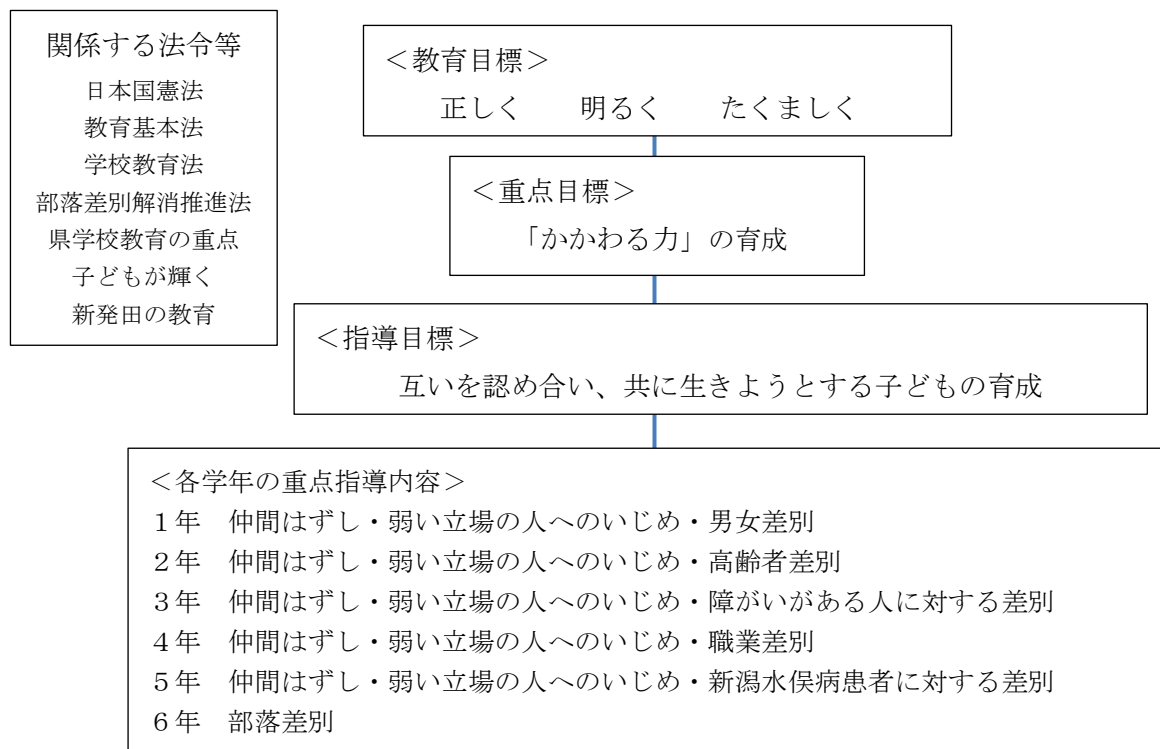 関係する法令等
日本国憲法
教育基本法
学校教育法
部落差別解消推進法
県学校教育の重点
子どもが輝く
新発田の教育
＜教育目標＞
正しく　明るく　たくましく
＜重点目標＞
「かかわる力」の育成
＜指導目標＞
互いを認め合い、共に生きようとする子どもの育成
＜各学年の重点指導内容＞
１年　仲間はずし・弱い立場の人へのいじめ・男女差別
２年　仲間はずし・弱い立場の人へのいじめ・高齢者差別
３年　仲間はずし・弱い立場の人へのいじめ・障がいがある人に対する差別
４年　仲間はずし・弱い立場の人へのいじめ・職業差別
５年　仲間はずし・弱い立場の人へのいじめ・新潟水俣病患者に対する差別
６年　部落差別